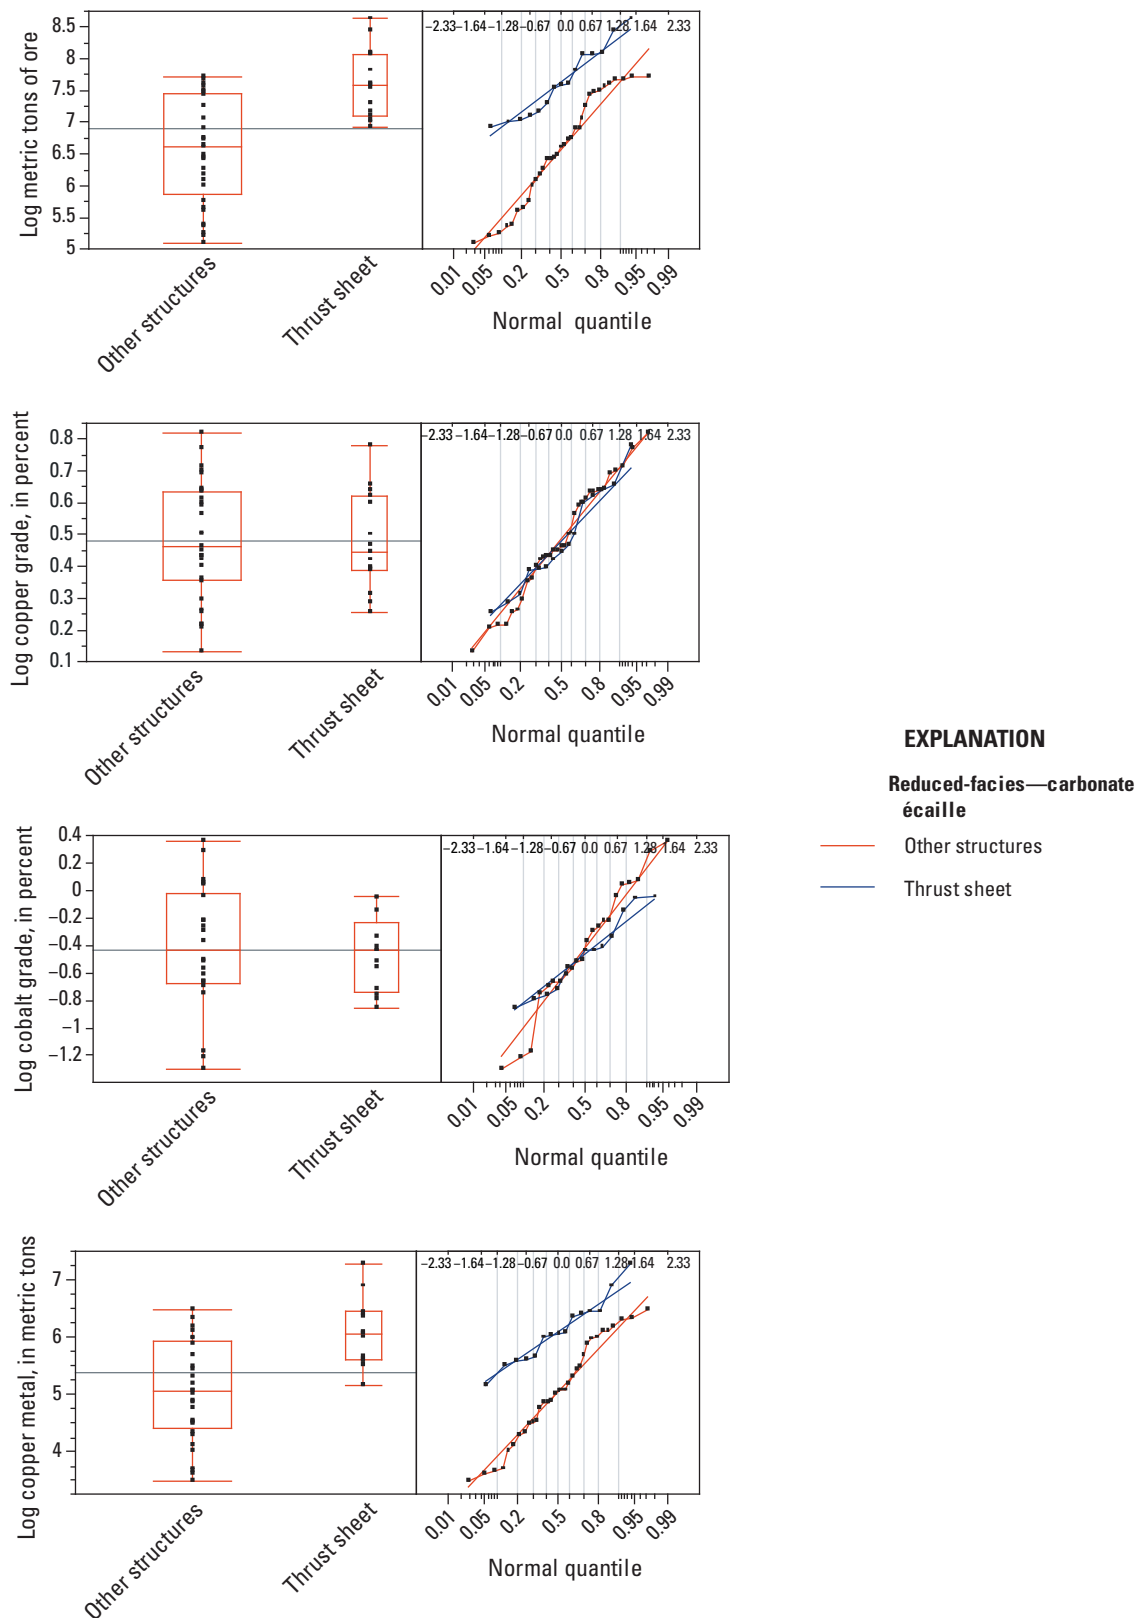 Log metric tons of ore
8.5
8
7.5
7
6.5
6
5.5
5
−2.33 −1.64 −1.28 −0.67 0.0 0.67 1.28 1.64 2.33
0.01 0.05 0.2 0.5 0.8 0.95 0.99
Other structures
Thrust sheet
Normal quantile
Log copper grade, in percent
0.8
0.7
0.6
0.5
0.4
0.3
0.2
0.1
−2.33 −1.64 −1.28 −0.67 0.0 0.67 1.28 1.64 2.33
0.01 0.05 0.2 0.5 0.8 0.95 0.99
Other structures
Thrust sheet
Normal quantile
EXPLANATION
Reduced-facies—carbonate
écaille
Other structures
Thrust sheet
Log cobalt grade, in percent
0.4
0.2
0
−0.2
−0.4
−0.6
−0.8
−1
−1.2
−2.33 −1.64 −1.28 −0.67 0.0 0.67 1.28 1.64 2.33
0.01 0.05 0.2 0.5 0.8 0.95 0.99
Other structures
Thrust sheet
Normal quantile
Log copper metal, in metric tons
7
6
5
4
−2.33 −1.64 −1.28 −0.67 0.0 0.67 1.28 1.64 2.33
0.01 0.05 0.2 0.5 0.8 0.95 0.99
Other structures
Thrust sheet
Normal quantile